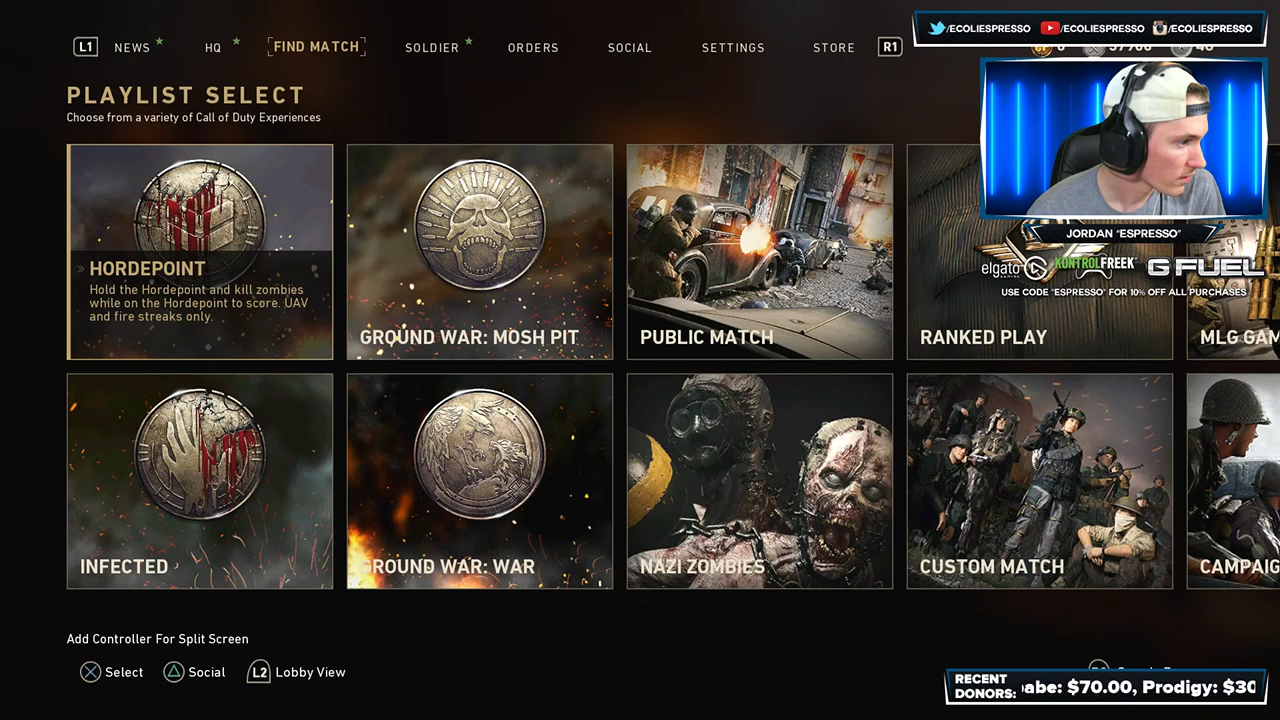 L1 NEWS HQ FIND MATCH SOLDIER ORDERS SOCIAL SETTINGS STORE R1
/ECOLIESPRESSO /ECOLIESPRESSO /ECOLIESPRESSO
PLAYLIST SELECT
Choose from a variety of Call of Duty Experiences
HORDEPOINT
Hold the Hordepoint and kill zombies
while on the Hordepoint to score. UAV
and fire streaks only.
GROUND WAR: MOSH PIT
PUBLIC MATCH
RANKED PLAY
MLG GAM
JORDAN "ESPRESSO"
elgato KONTROLFREEK G FUEL
USE CODE "ESPRESSO" FOR 10% OFF ALL PURCHASES
INFECTED
GROUND WAR: WAR
NAZI ZOMBIES
CUSTOM MATCH
CAMPAIG
Add Controller For Split Screen
Select Social L2 Lobby View
RECENT
DONORS:
abe: $70.00, Prodigy: $30